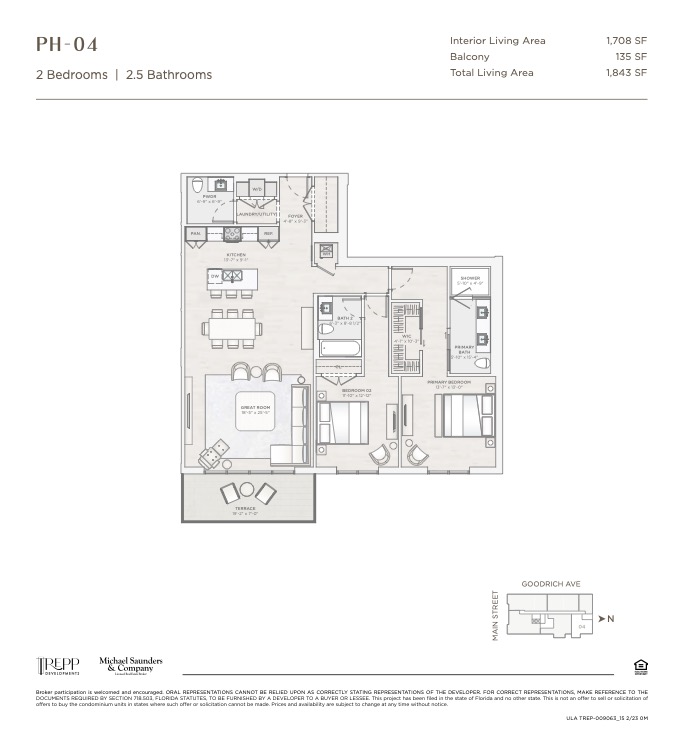 PH-04
2 Bedrooms | 2.5 Bathrooms
Interior Living Area 1,708 SF
Balcony 135 SF
Total Living Area 1,843 SF
PWDR
W/D
LAUNDRY/UTILITY
FOYER
PAN.
REF.
KITCHEN
DW
SHOWER
BATH 2
WIC
PRIMARY
BATH
PRIMARY BEDROOM
BEDROOM 02
GREAT ROOM
TERRACE
GOODRICH AVE
MAIN STREET
04
N
TREPP
DEVELOPMENTS
Michael Saunders
& Company
Broker participation is welcomed and encouraged. ORAL REPRESENTATIONS CANNOT BE RELIED UPON AS CORRECTLY STATING REPRESENTATIONS OF THE DEVELOPER. FOR CORRECT REPRESENTATIONS, MAKE REFERENCE TO THE
DOCUMENTS REQUIRED BY SECTION 718.503, FLORIDA STATUTES, TO BE FURNISHED BY A DEVELOPER TO A BUYER OR LESSEE. This project has been filed in the state of Florida and no other state. This is not an offer to sell or solicitation of
offers to buy the condominium units in states where such offer or solicitation cannot be made. Prices and availability are subject to change at any time without notice.
ULA TREP-009063_15 2/23 0M